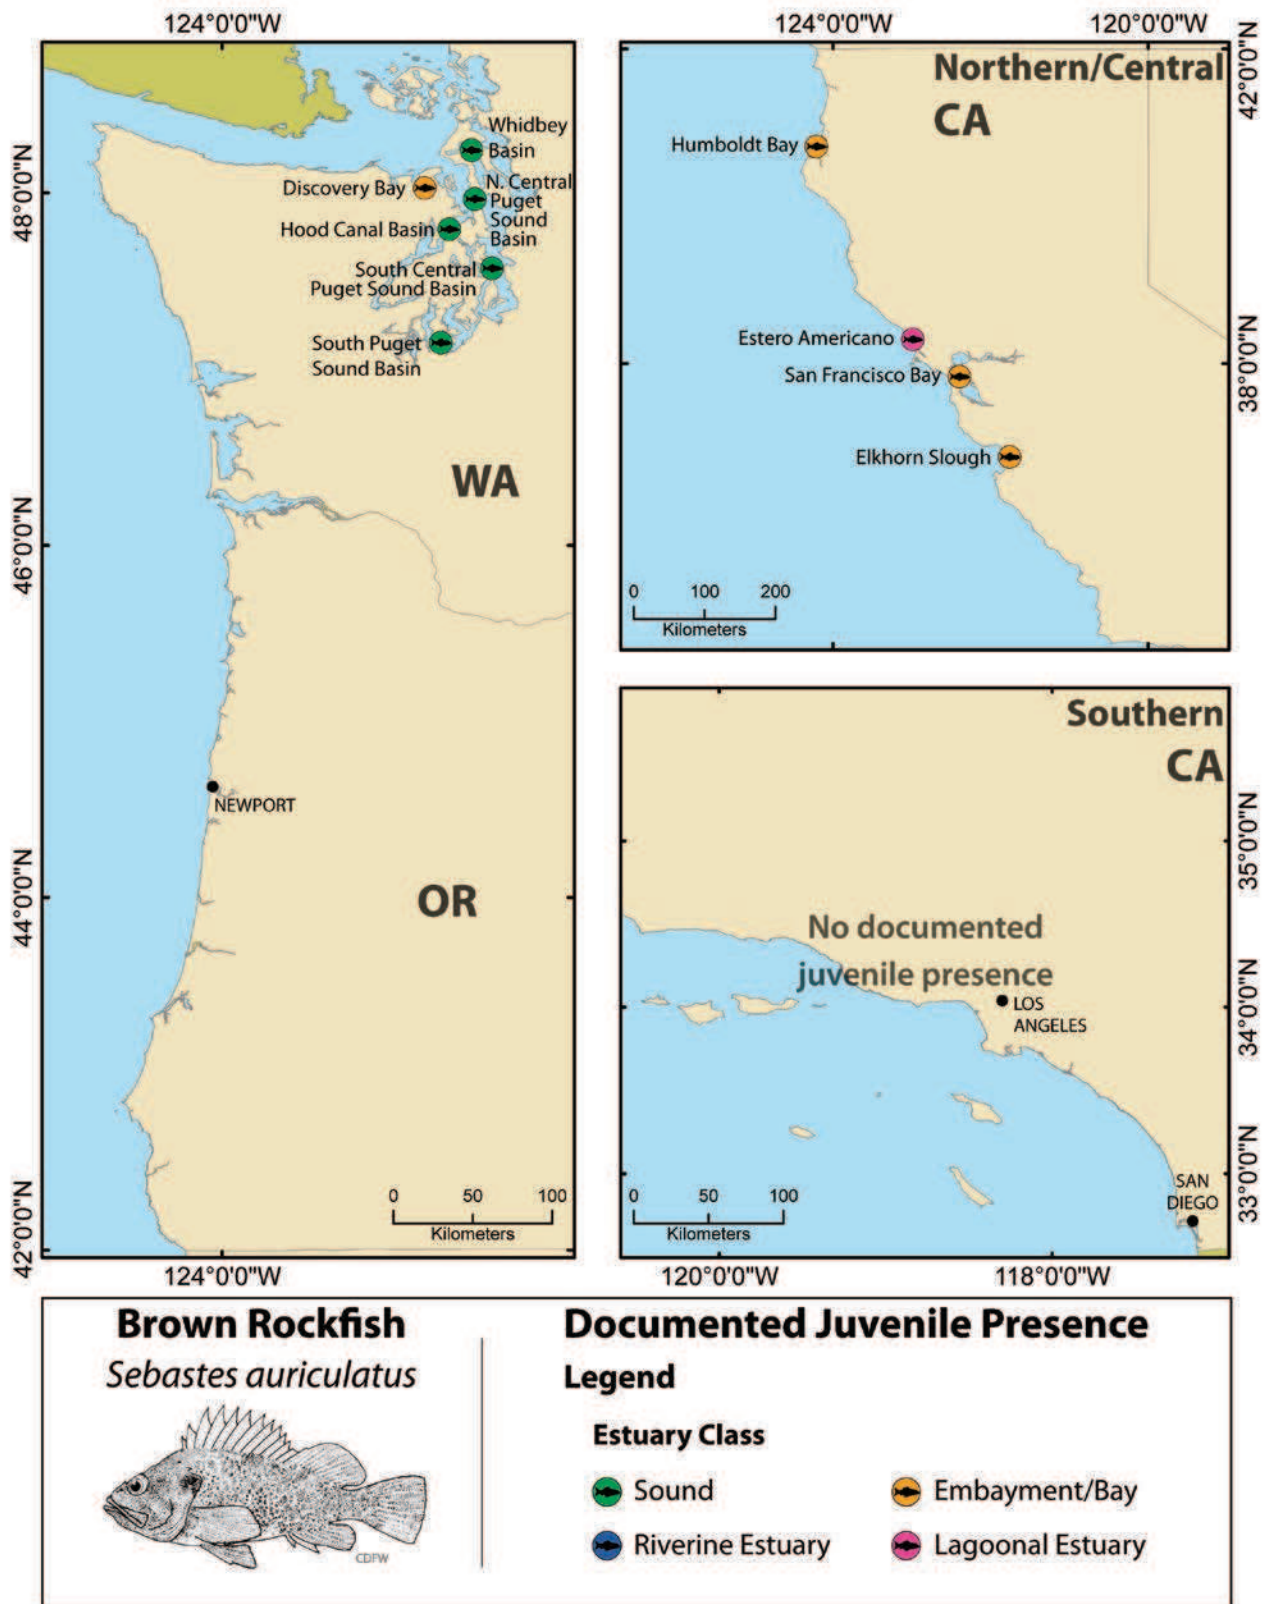 124°0'0"W
124°0'0"W
120°0'0"W
48°0'0"N
46°0'0"N
44°0'0"N
42°0'0"N
Whidbey
Basin
Discovery Bay
N. Central
Puget
Sound
Basin
Hood Canal Basin
South Central
Puget Sound Basin
South Puget
Sound Basin
WA
NEWPORT
OR
0 50 100
Kilometers
124°0'0"W
Northern/Central
CA
42°0'0"N
Humboldt Bay
Estero Americano
38°0'0"N
San Francisco Bay
Elkhorn Slough
0 100 200
Kilometers
Southern
CA
35°0'0"N
No documented
juvenile presence
LOS
ANGELES
34°0'0"N
SAN
DIEGO
33°0'0"N
0 50 100
Kilometers
120°0'0"W
118°0'0"W
Brown Rockfish
Sebastes auriculatus
CDFW
Documented Juvenile Presence
Legend
Estuary Class
Sound
Embayment/Bay
Riverine Estuary
Lagoonal Estuary